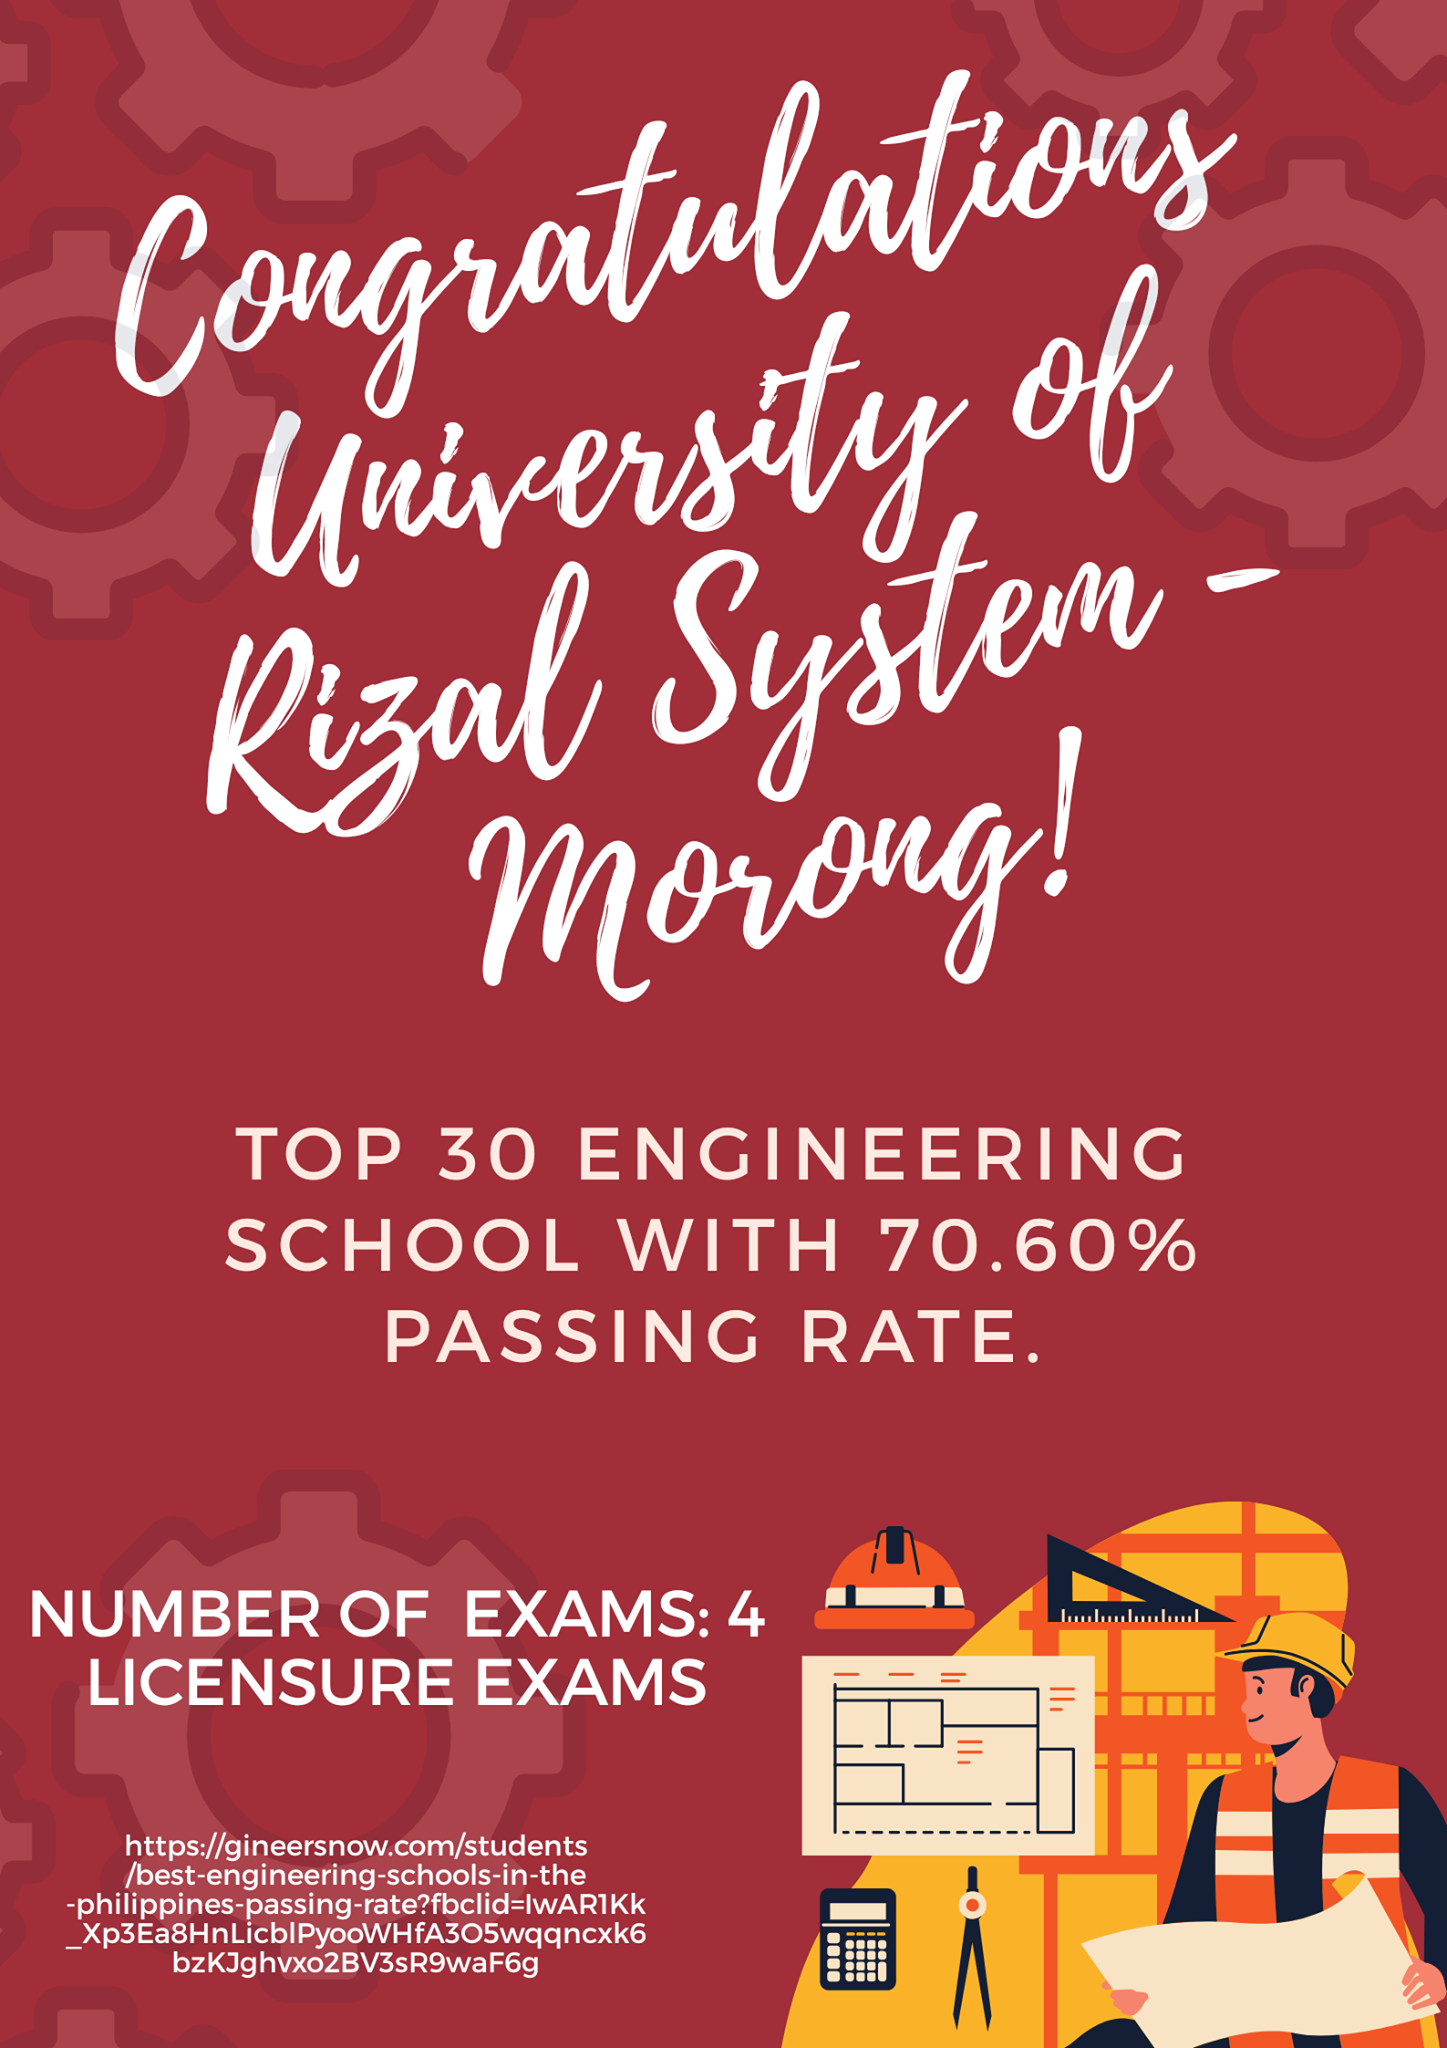 Congratulations
University of
Rizal System -
Morong!
TOP 30 ENGINEERING
SCHOOL WITH 70.60%
PASSING RATE.
NUMBER OF EXAMS: 4
LICENSURE EXAMS
https://gineersnow.com/students
/best-engineering-schools-in-the
-philippines-passing-rate?fbclid=IwAR1Kk
_Xp3Ea8HnLicblPyooWHfA3O5wqqncxk6
bzKJghvxo2BV3sR9waF6g